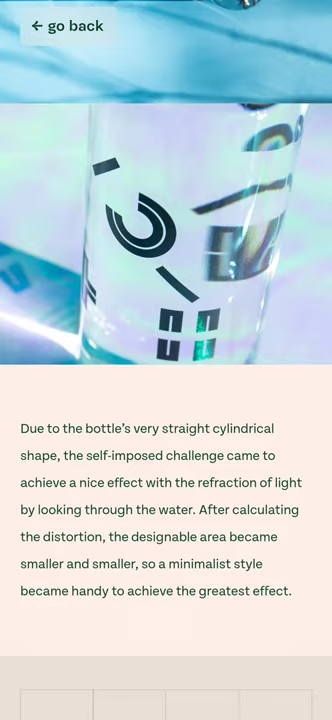 ← go back
Due to the bottle’s very straight cylindrical
shape, the self-imposed challenge came to
achieve a nice effect with the refraction of light
by looking through the water. After calculating
the distortion, the designable area became
smaller and smaller, so a minimalist style
became handy to achieve the greatest effect.